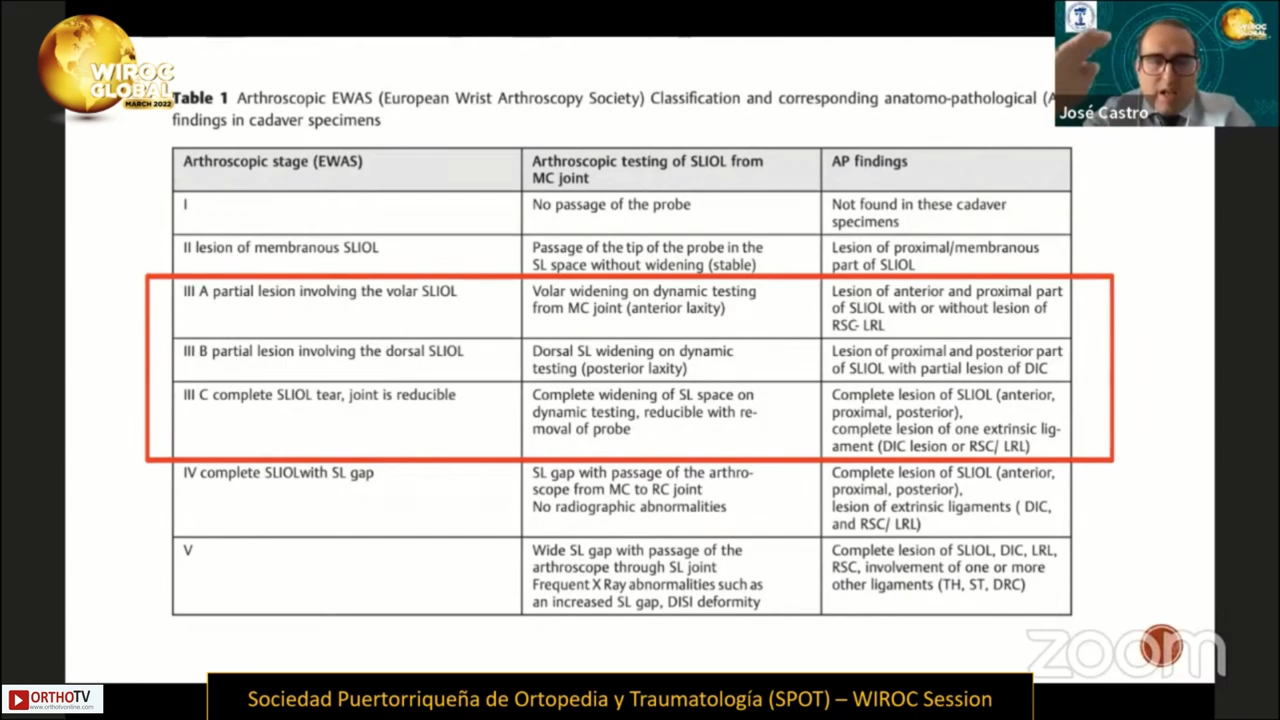 WIROC
GLOBAL
MARCH 2022
José Castro
Table 1 Arthroscopic EWAS (European Wrist Arthroscopy Society) Classification and corresponding anatomo-pathological (A
findings in cadaver specimens
Arthroscopic stage (EWAS)
Arthroscopic testing of SLIOL from
MC joint
AP findings
I
No passage of the probe
Not found in these cadaver
specimens
II lesion of membranous SLIOL
Passage of the tip of the probe in the
SL space without widening (stable)
Lesion of proximal/membranous
part of SLIOL
III A partial lesion involving the volar SLIOL
Volar widening on dynamic testing
from MC joint (anterior laxity)
Lesion of anterior and proximal part
of SLIOL with or without lesion of
RSC- LRL
III B partial lesion involving the dorsal SLIOL
Dorsal SL widening on dynamic
testing (posterior laxity)
Lesion of proximal and posterior part
of SLIOL with partial lesion of DIC
III C complete SLIOL tear, joint is reducible
Complete widening of SL space on
dynamic testing, reducible with re-
moval of probe
Complete lesion of SLIOL (anterior,
proximal, posterior),
complete lesion of one extrinsic lig-
ament (DIC lesion or RSC/ LRL)
IV complete SLIOLwith SL gap
SL gap with passage of the arthro-
scope from MC to RC joint
No radiographic abnormalities
Complete lesion of SLIOL (anterior,
proximal, posterior),
lesion of extrinsic ligaments ( DIC,
and RSC/ LRL)
V
Wide SL gap with passage of the
arthroscope through SL joint
Frequent X Ray abnormalities such as
an increased SL gap, DISI deformity
Complete lesion of SLIOL, DIC, LRL,
RSC, involvement of one or more
other ligaments (TH, ST, DRC)
zoom
ORTHOTV
www.orthotvonline.com
Sociedad Puertorriqueña de Ortopedia y Traumatología (SPOT) – WIROC Session